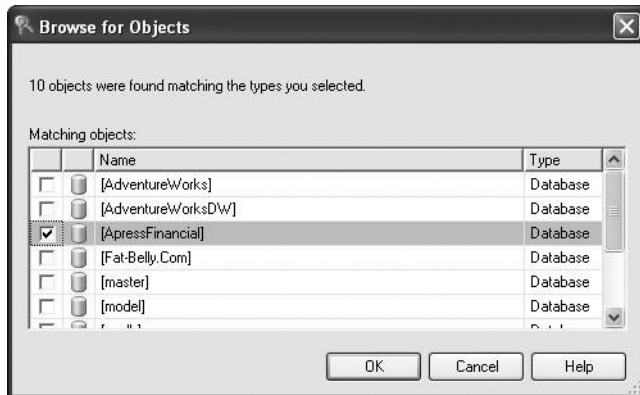 Browse for Objects
10 objects were found matching the types you selected.
Matching objects:
Name Type
[AdventureWorks] Database
[AdventureWorksDW] Database
[ApressFinancial] Database
[Fat-Belly.Com] Database
[master] Database
[model] Database
OK Cancel Help